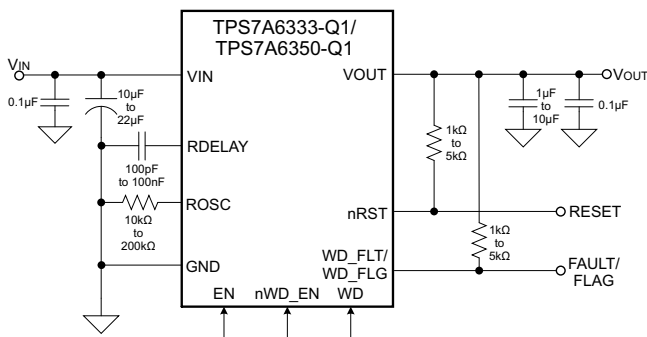 TPS7A6333-Q1/
TPS7A6350-Q1
VIN
VIN
VOUT
VOUT
0.1µF
10µF
to
22µF
1µF
to
10µF
0.1µF
1kΩ
to
5kΩ
RDELAY
100pF
to 100nF
ROSC
10kΩ
to
200kΩ
nRST
RESET
1kΩ
to
5kΩ
WD_FLT/
WD_FLG
FAULT/
FLAG
GND
EN nWD_EN WD